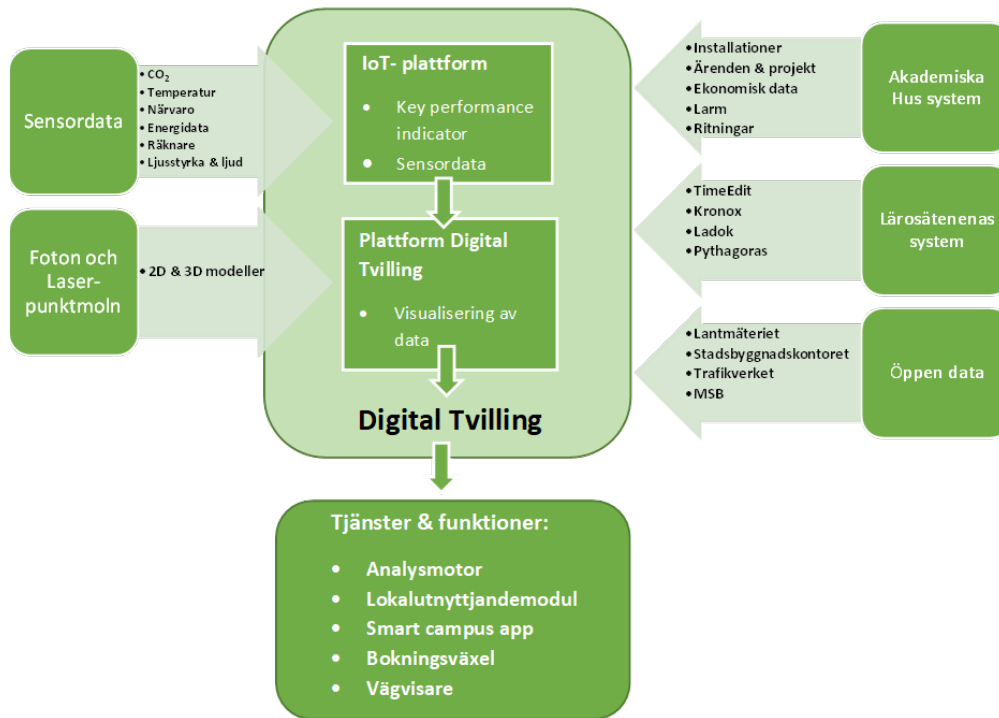 Sensordata
• CO₂
• Temperatur
• Närvaro
• Energidata
• Räknare
• Ljusstyrka & ljud
Foton och
Laser-
punktmoln
• 2D & 3D modeller
IoT- plattform
• Key performance
indicator
• Sensordata
Plattform Digital
Tvilling
• Visualisering av
data
Digital Tvilling
• Installationer
• Ärenden & projekt
• Ekonomisk data
• Larm
• Ritningar
Akademiska
Hus system
• TimeEdit
• Kronox
• Ladok
• Pythagoras
Lärosätenenas
system
• Lantmäteriet
• Stadsbyggnadskontoret
• Trafikverket
• MSB
Öppen data
Tjänster & funktioner:
• Analysmotor
• Lokalutnyttjandemodul
• Smart campus app
• Bokningsväxel
• Vägvisare